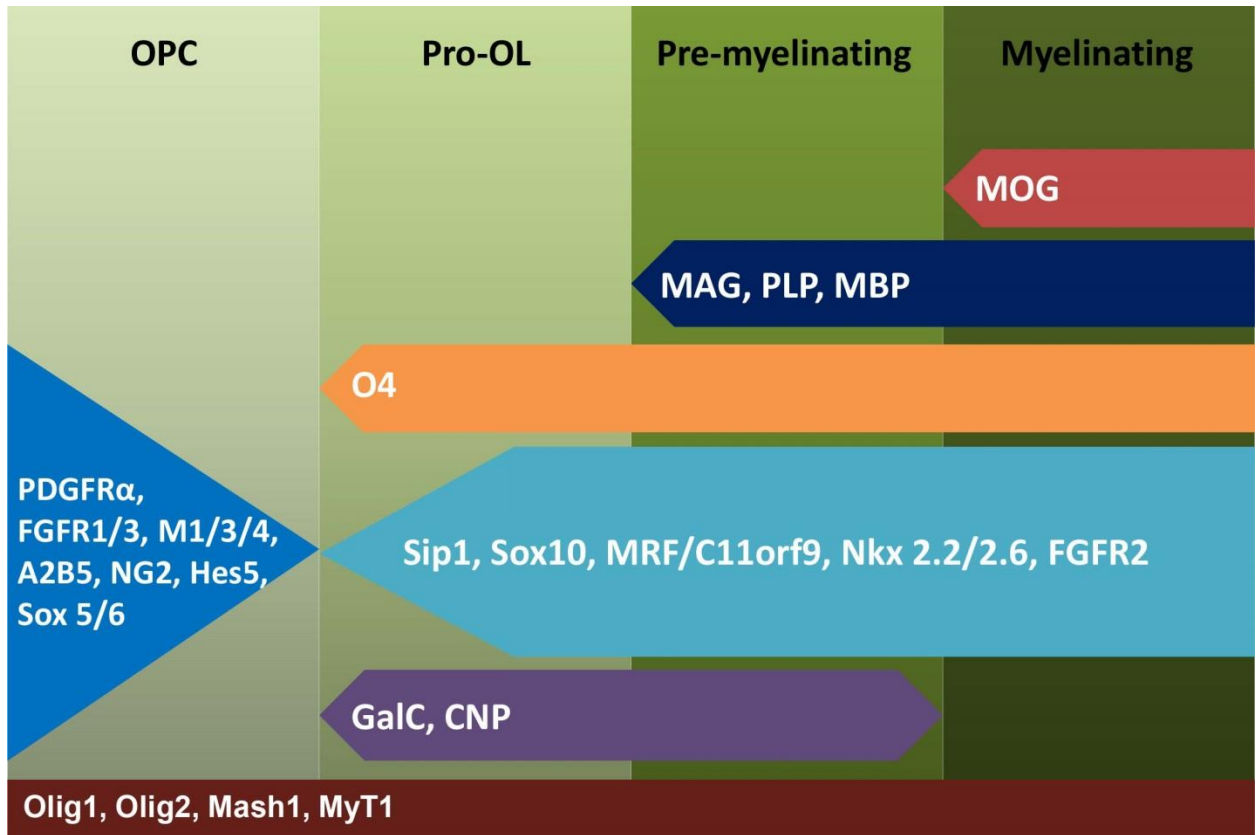 OPC
Pro-OL
Pre-myelinating
Myelinating
MOG
MAG, PLP, MBP
O4
PDGFRα,
FGFR1/3, M1/3/4,
A2B5, NG2, Hes5,
Sox 5/6
Sip1, Sox10, MRF/C11orf9, Nkx 2.2/2.6, FGFR2
GalC, CNP
Olig1, Olig2, Mash1, MyT1